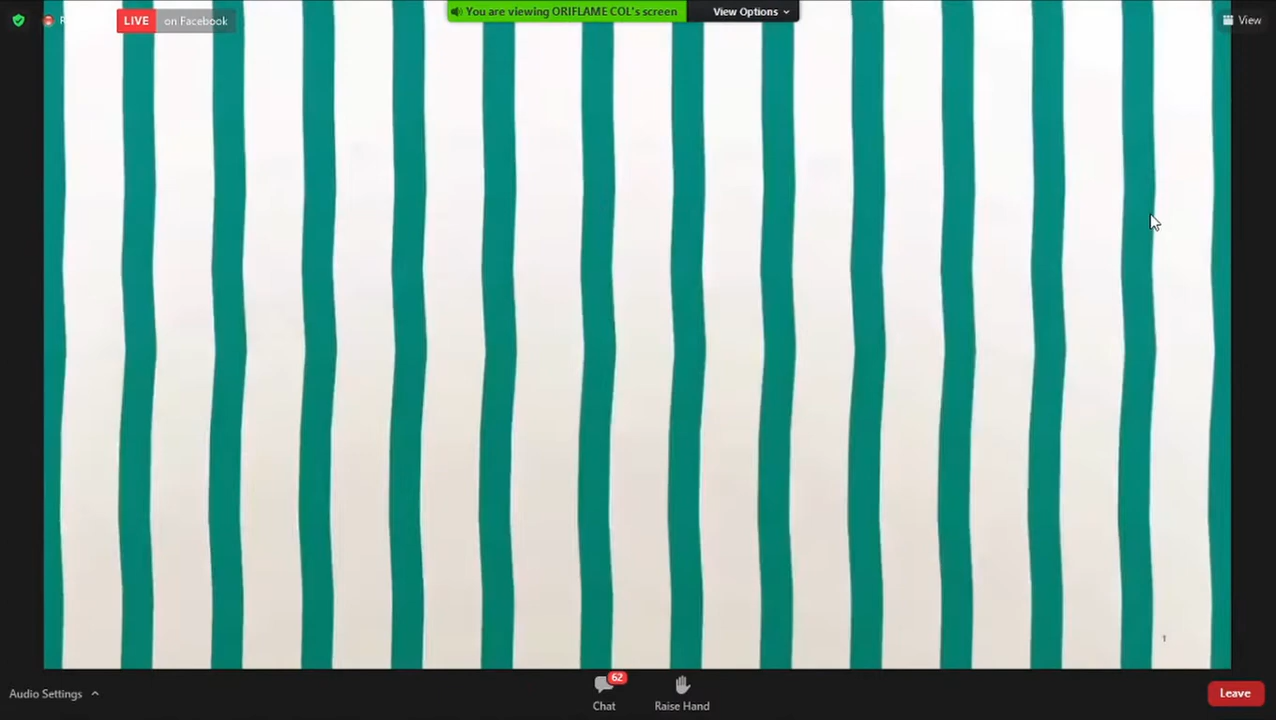 LIVE on Facebook
You are viewing ORIFLAME COL's screen
View Options
View
1
Audio Settings
62
Chat
Raise Hand
Leave